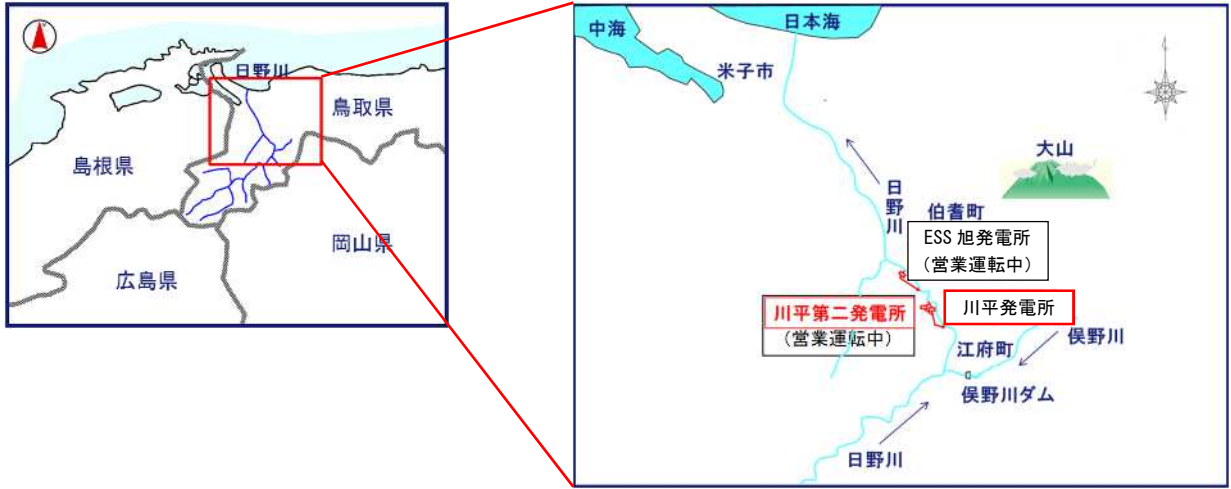 日野川
鳥取県
島根県
岡山県
広島県
日本海
中海
米子市
大山
日野川
伯耆町
ESS 旭発電所
(営業運転中)
川平第二発電所
(営業運転中)
川平発電所
江府町
俣野川
俣野川ダム
日野川